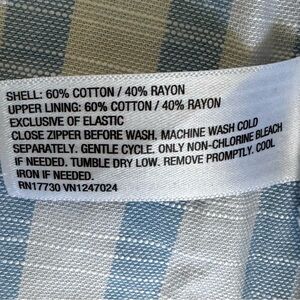 SHELL: 60% COTTON / 40% RAYON
UPPER LINING: 60% COTTON / 40% RAYON
EXCLUSIVE OF ELASTIC
CLOSE ZIPPER BEFORE WASH, MACHINE WASH COLD
SEPARATELY. GENTLE CYCLE. ONLY NON-CHLORINE BLEACH
IF NEEDED. TUMBLE DRY LOW. REMOVE PROMPTLY. COOL
IRON IF NEEDED.
RN17730 VN1247024